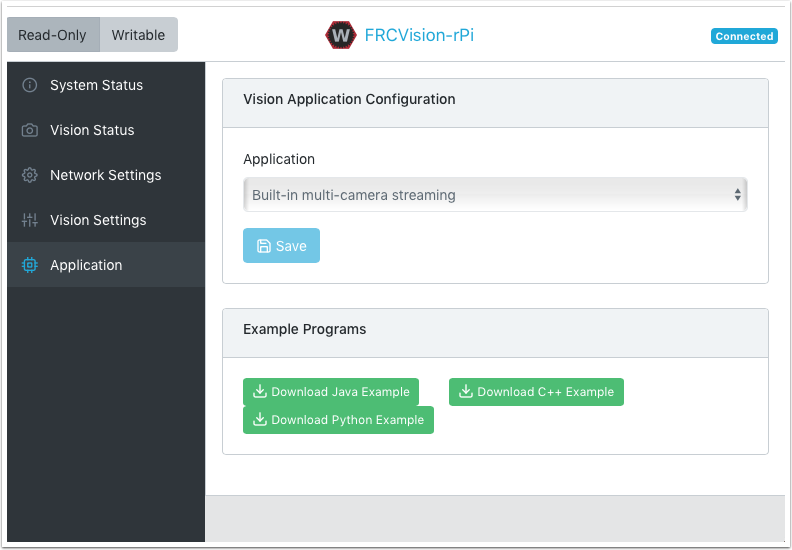 Read-Only Writable W FRCVision-rPi Connected
System Status
Vision Status
Network Settings
Vision Settings
Application
Vision Application Configuration
Application
Built-in multi-camera streaming
Save
Example Programs
Download Java Example Download C++ Example
Download Python Example